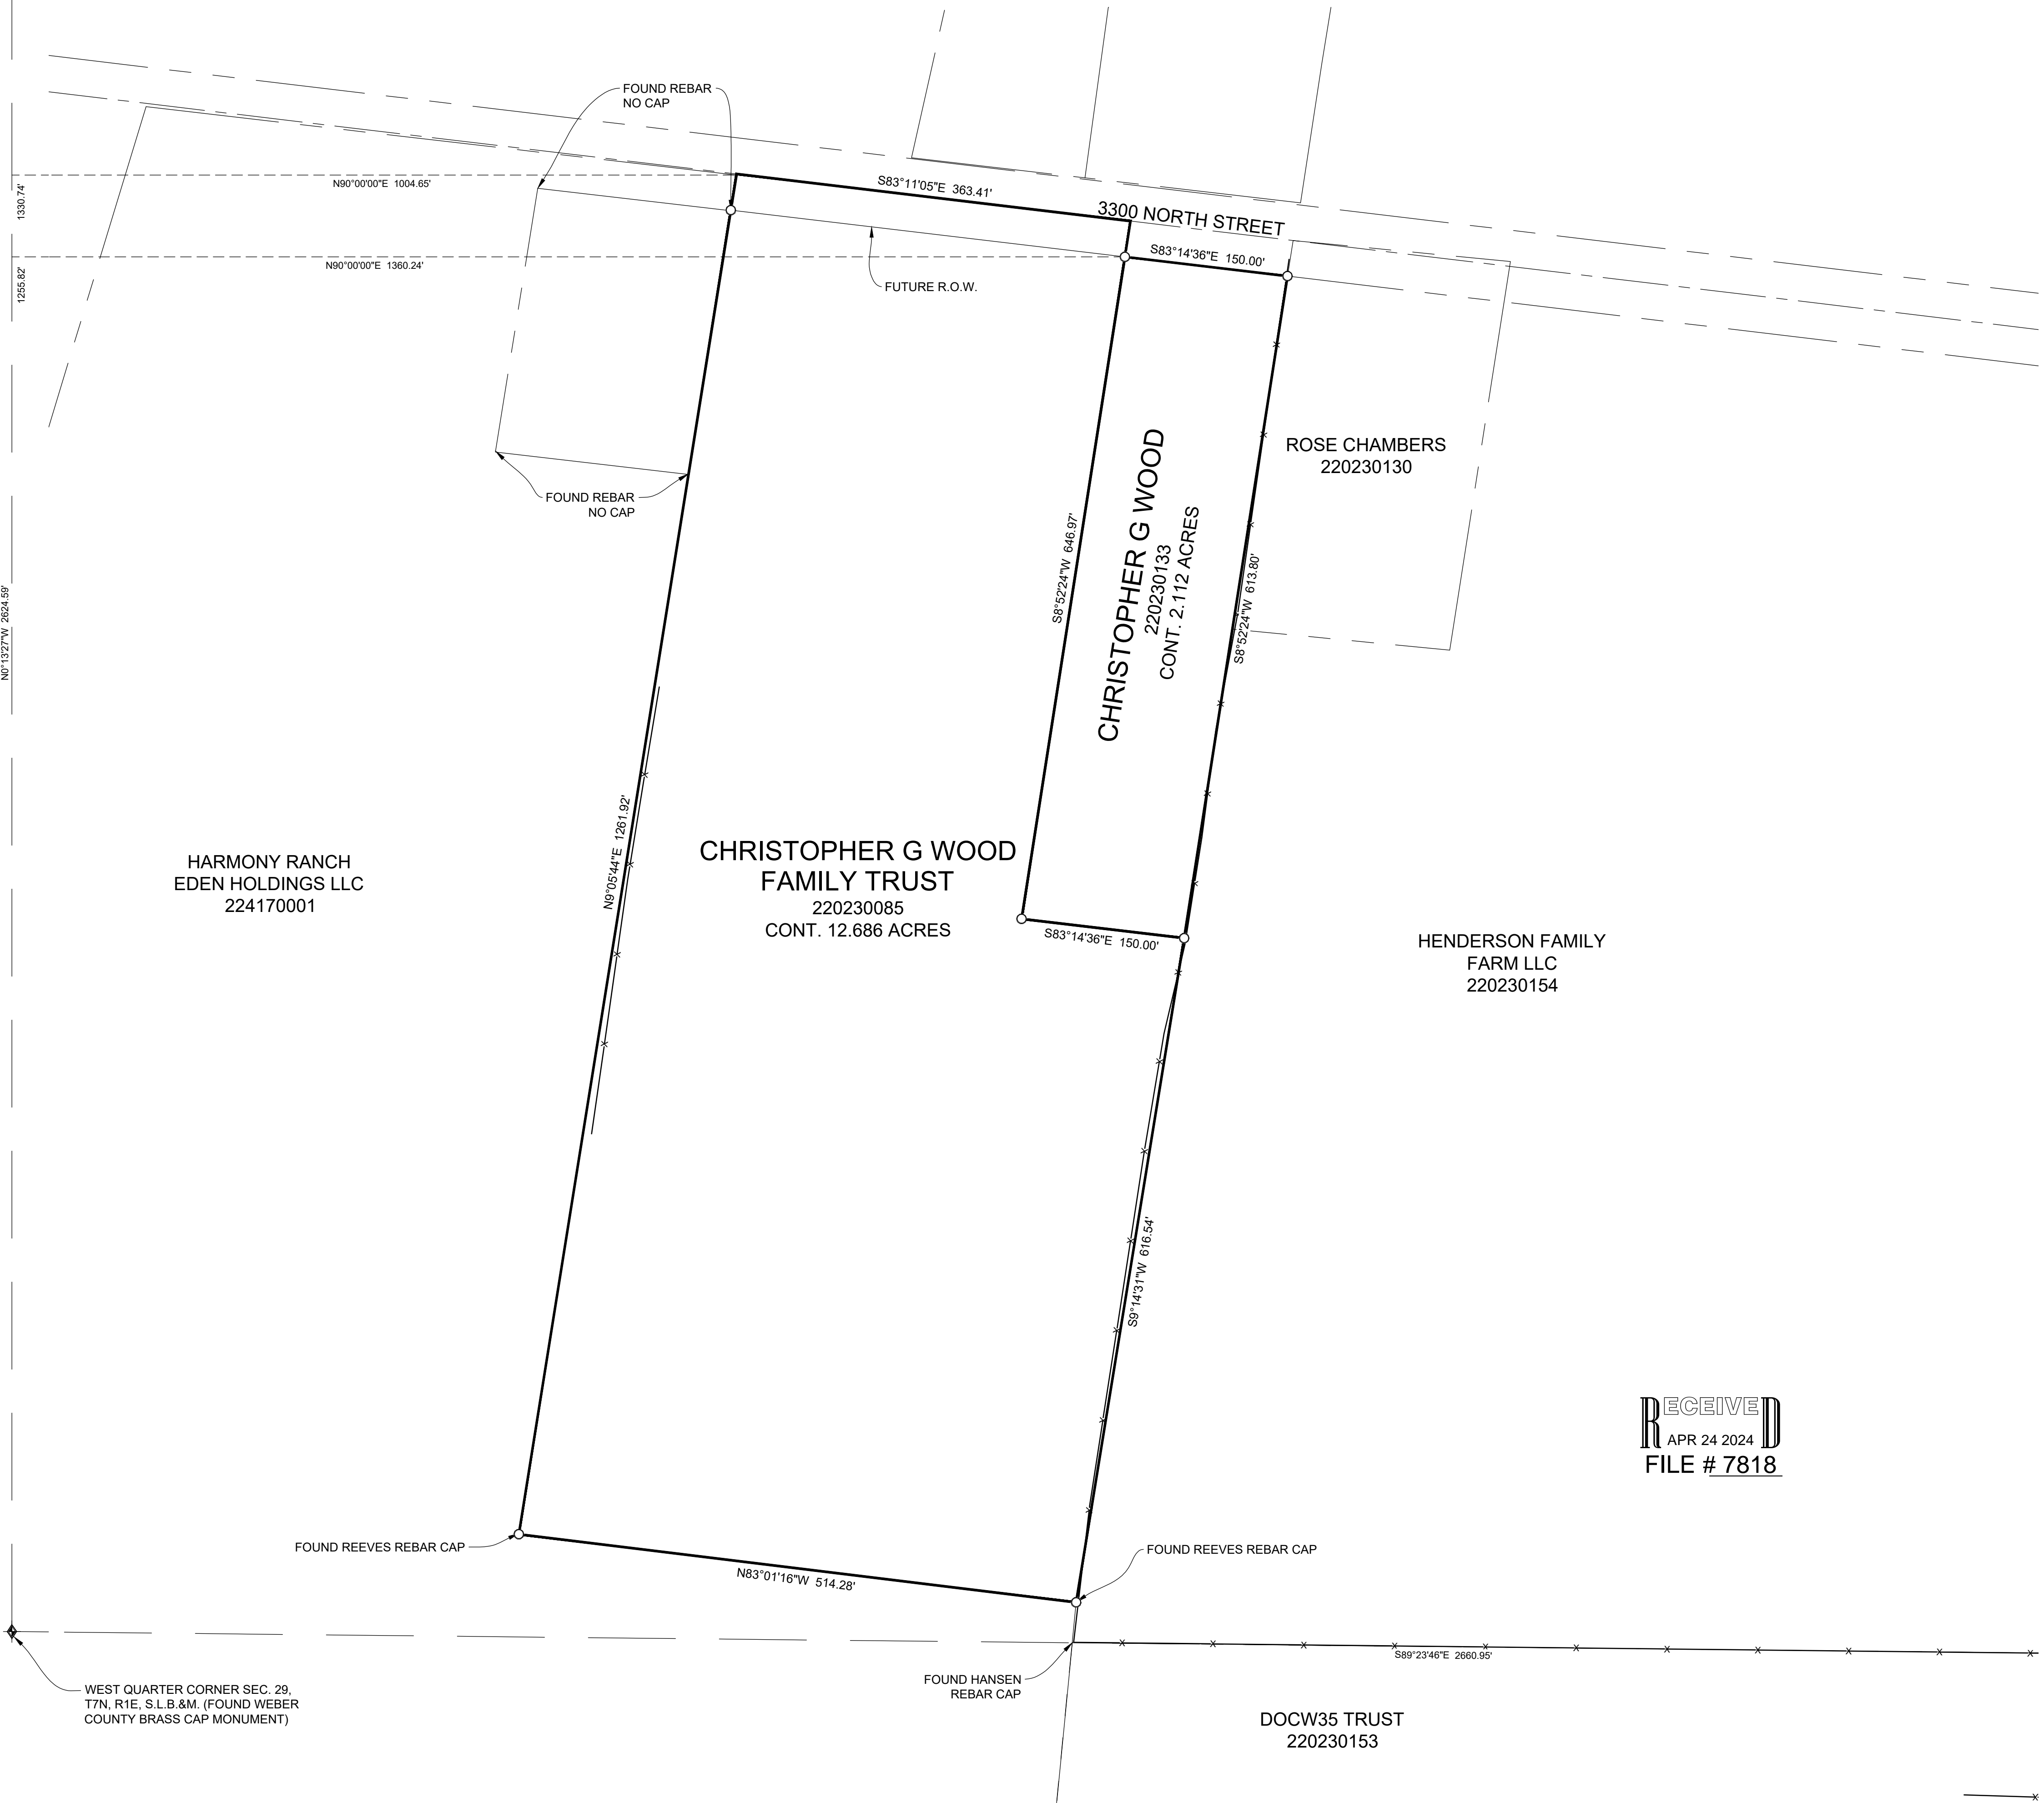 FOUND REBAR
NO CAP
N90°00'00"E 1004.65'
S83°11'05"E 363.41'
1330.74'
3300 NORTH STREET
S83°14'36"E 150.00'
N90°00'00"E 1360.24'
1255.82'
FUTURE R.O.W.
ROSE CHAMBERS
220230130
FOUND REBAR
NO CAP
CHRISTOPHER G WOOD
220230133
CONT. 2.112 ACRES
S8°52'24"W 646.97'
S8°52'24"W 613.80'
N0°13'27"W 2624.59'
N9°05'44"E 1261.92'
HARMONY RANCH
EDEN HOLDINGS LLC
224170001
CHRISTOPHER G WOOD
FAMILY TRUST
220230085
CONT. 12.686 ACRES
S83°14'36"E 150.00'
HENDERSON FAMILY
FARM LLC
220230154
S9°14'31"W 616.54'
RECEIVED
APR 24 2024
FILE # 7818
FOUND REEVES REBAR CAP
FOUND REEVES REBAR CAP
N83°01'16"W 514.28'
S89°23'46"E 2660.95'
FOUND HANSEN
REBAR CAP
WEST QUARTER CORNER SEC. 29,
T7N, R1E, S.L.B.&M. (FOUND WEBER
COUNTY BRASS CAP MONUMENT)
DOCW35 TRUST
220230153